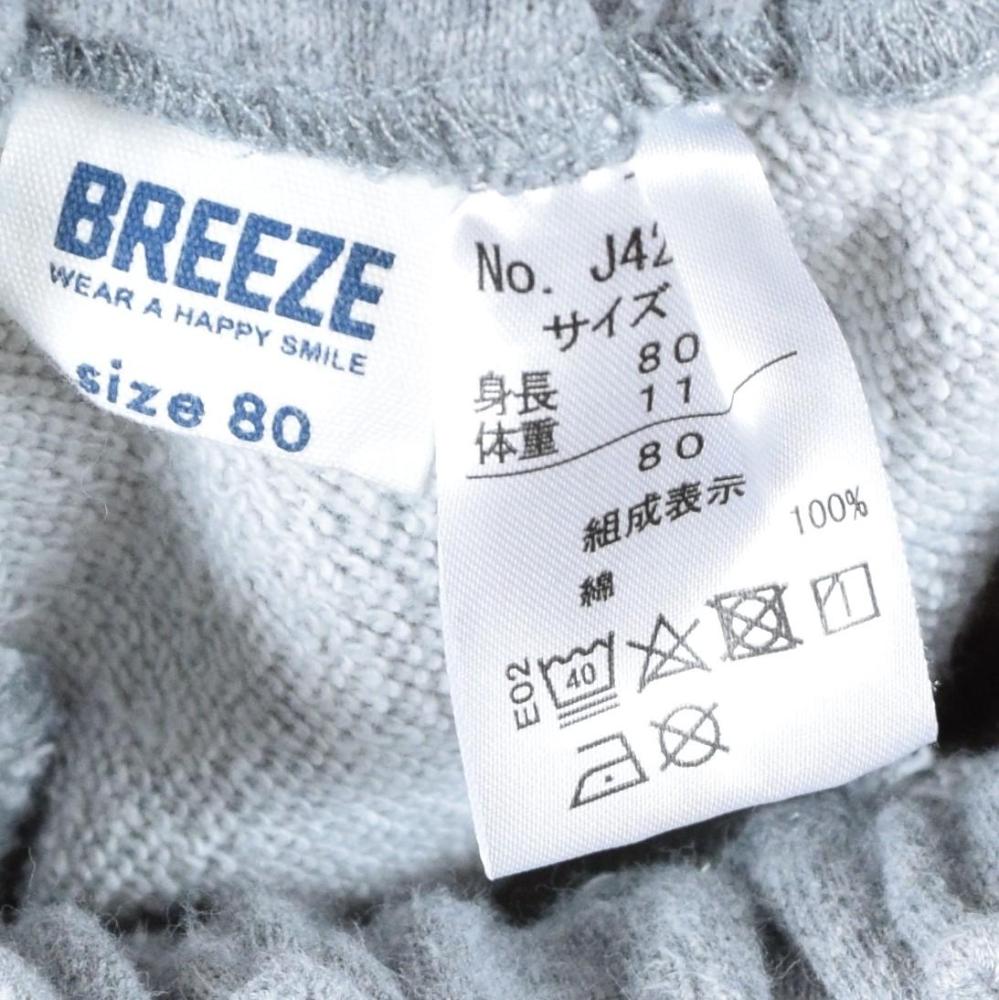 BREEZE
WEAR A HAPPY SMILE
size 80
No. J42
サイズ
身長 80
体重 11
80
組成表示
綿 100%
E02
40